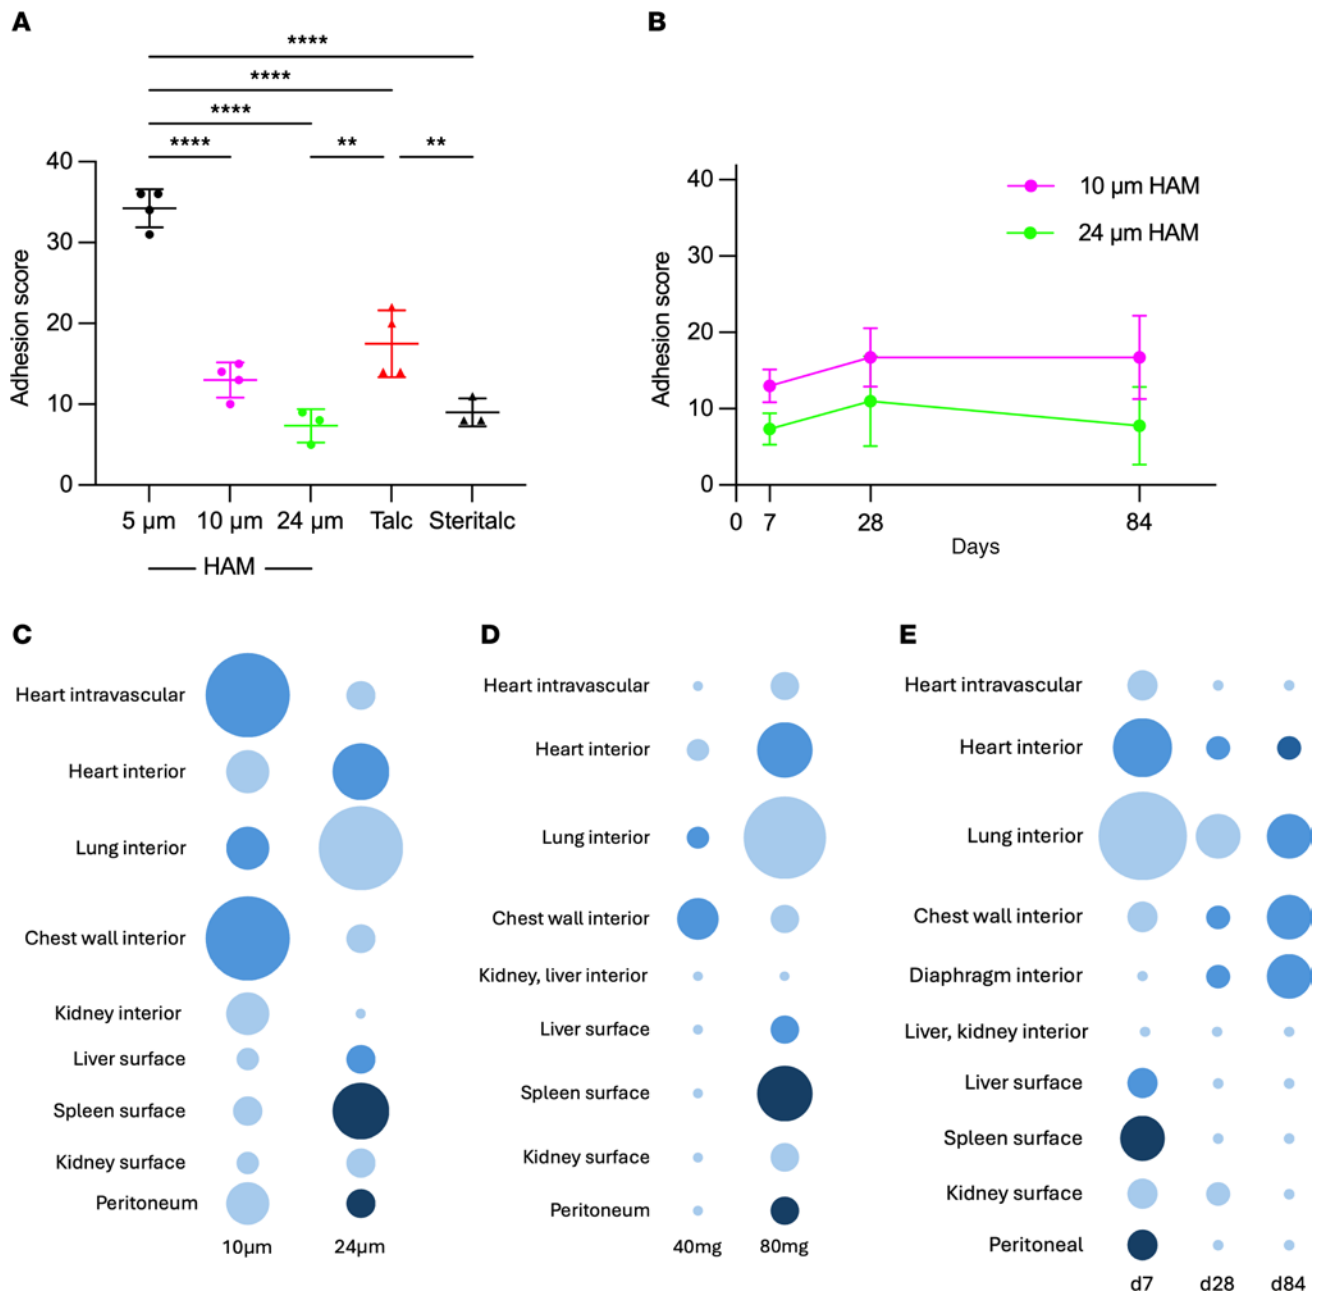 A
****
****
****
**** ** **
40
30
20
10
0
Adhesion score
5 µm 10 µm 24 µm Talc Steritalc
HAM
B
10 µm HAM
24 µm HAM
40
30
20
10
0
Adhesion score
0 7 28 84
Days
C
Heart intravascular
Heart interior
Lung interior
Chest wall interior
Kidney interior
Liver surface
Spleen surface
Kidney surface
Peritoneum
10µm 24µm
D
Heart intravascular
Heart interior
Lung interior
Chest wall interior
Kidney, liver interior
Liver surface
Spleen surface
Kidney surface
Peritoneum
40mg 80mg
E
Heart intravascular
Heart interior
Lung interior
Chest wall interior
Diaphragm interior
Liver, kidney interior
Liver surface
Spleen surface
Kidney surface
Peritoneal
d7 d28 d84